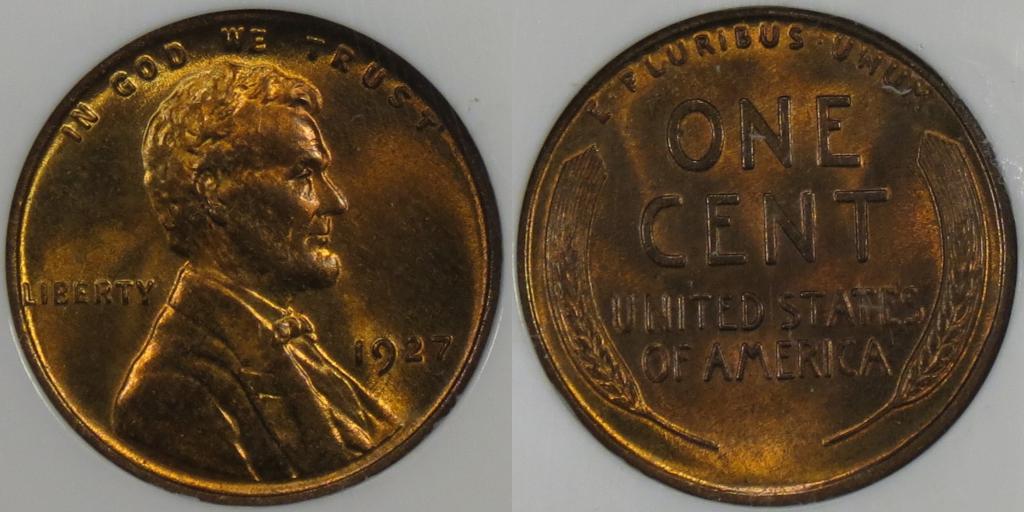 IN GOD WE TRUST
LIBERTY
1927
E PLURIBUS UNUM
ONE
CENT
UNITED STATES
OF AMERICA